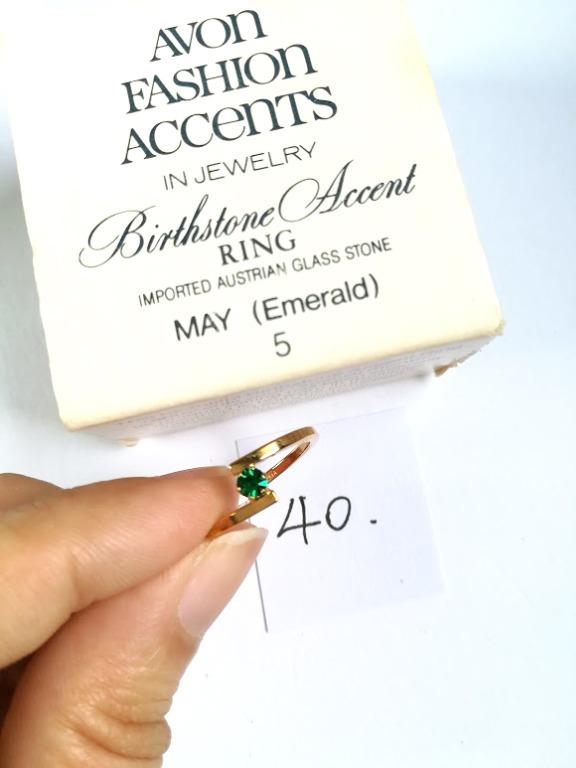 AVON
FASHION
ACCENTS
IN JEWELRY
Birthstone Accent
RING
IMPORTED AUSTRIAN GLASS STONE
MAY (Emerald)
5
40.